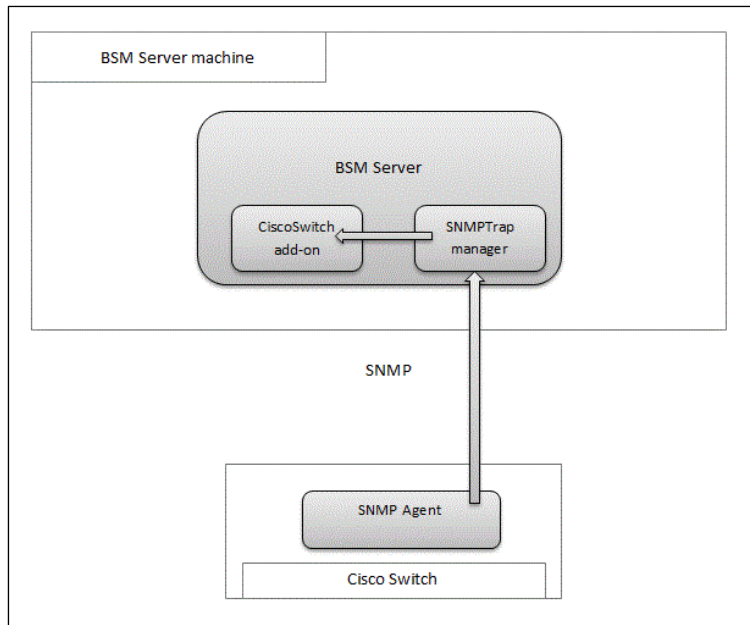 BSM Server machine
BSM Server
CiscoSwitch
add-on
SNMPTrap
manager
SNMP
SNMP Agent
Cisco Switch